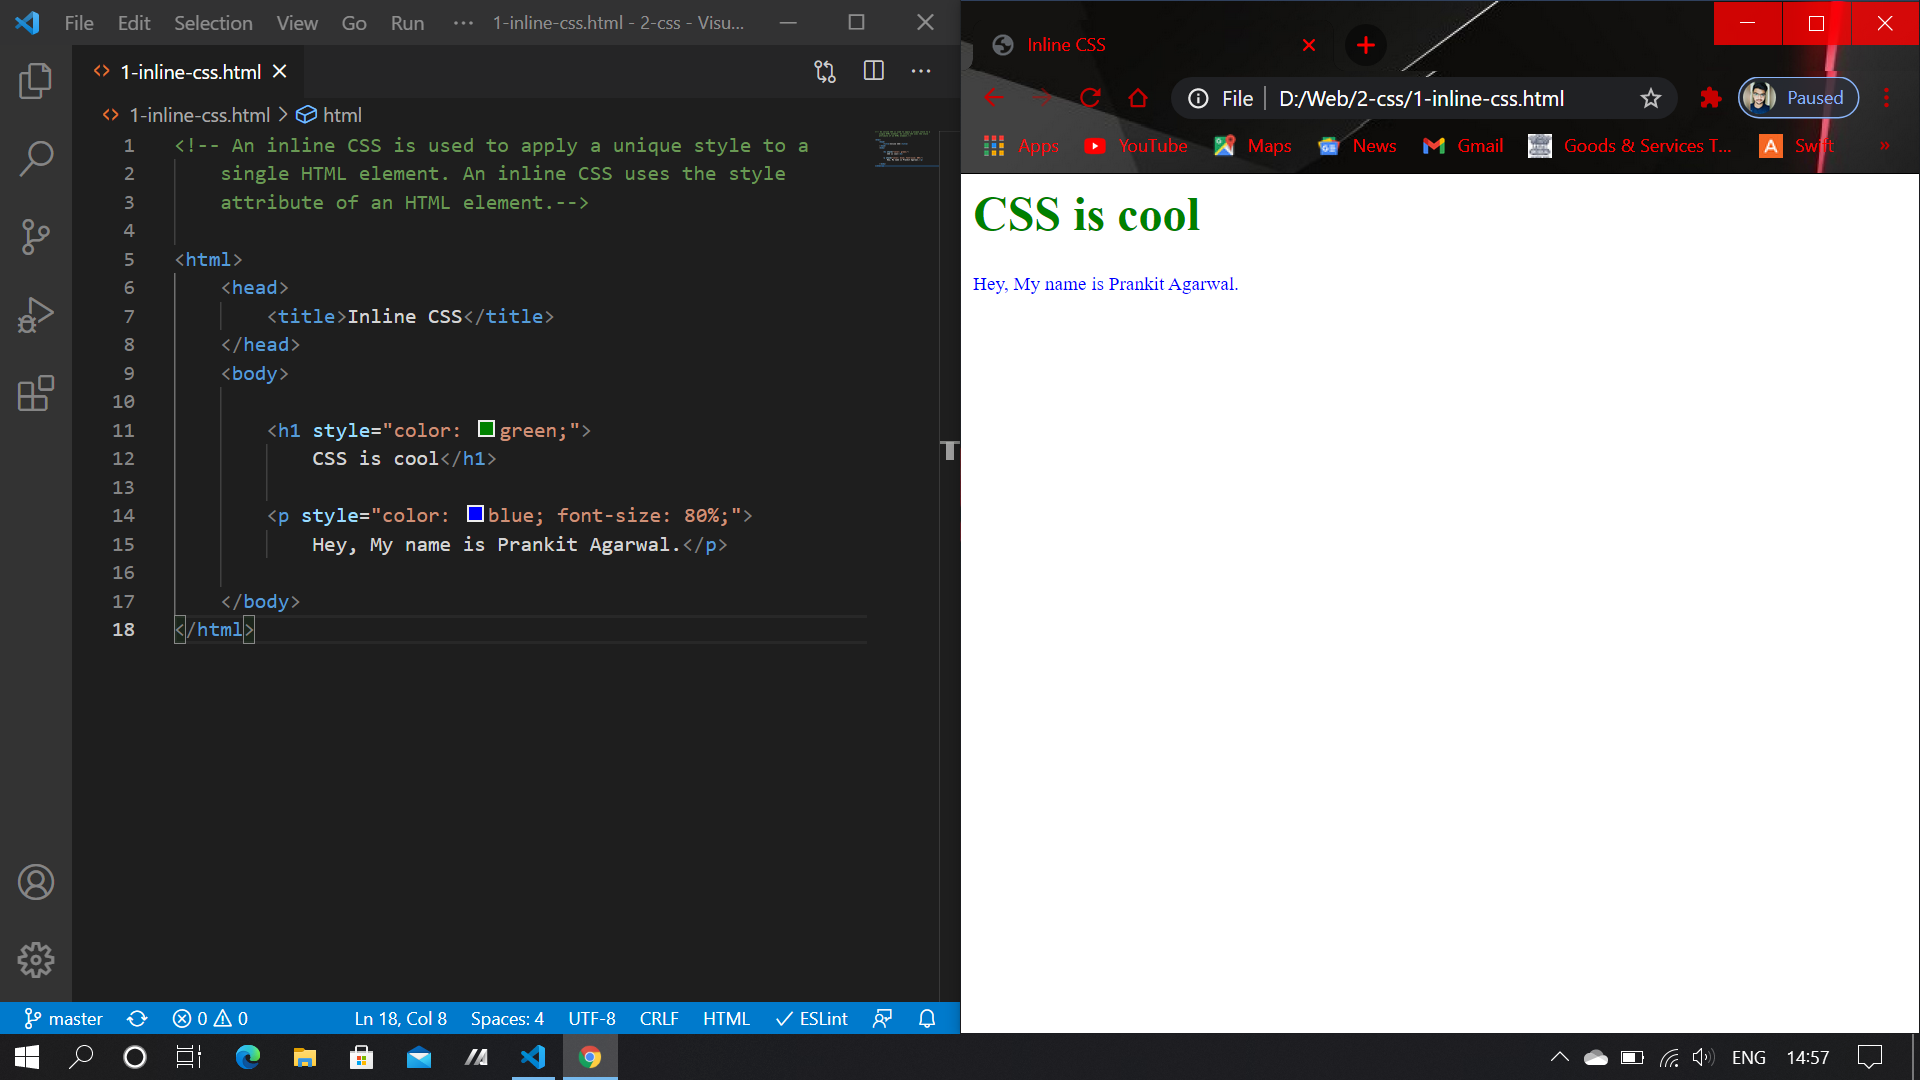 File Edit Selection View Go Run ··· 1-inline-css.html - 2-css - Visu...
1-inline-css.html
1-inline-css.html > html
1 <!-- An inline CSS is used to apply a unique style to a
2 single HTML element. An inline CSS uses the style
3 attribute of an HTML element.-->
4
5 <html>
6 <head>
7 <title>Inline CSS</title>
8 </head>
9 <body>
10
11 <h1 style="color: green;">
12 CSS is cool</h1>
13
14 <p style="color: blue; font-size: 80%;">
15 Hey, My name is Prankit Agarwal.</p>
16
17 </body>
18 </html>
master 0 0 Ln 18, Col 8 Spaces: 4 UTF-8 CRLF HTML ESLint
Inline CSS
File D:/Web/2-css/1-inline-css.html Paused
Apps YouTube Maps News Gmail Goods & Services T... Swift »
CSS is cool
Hey, My name is Prankit Agarwal.
ENG 14:57